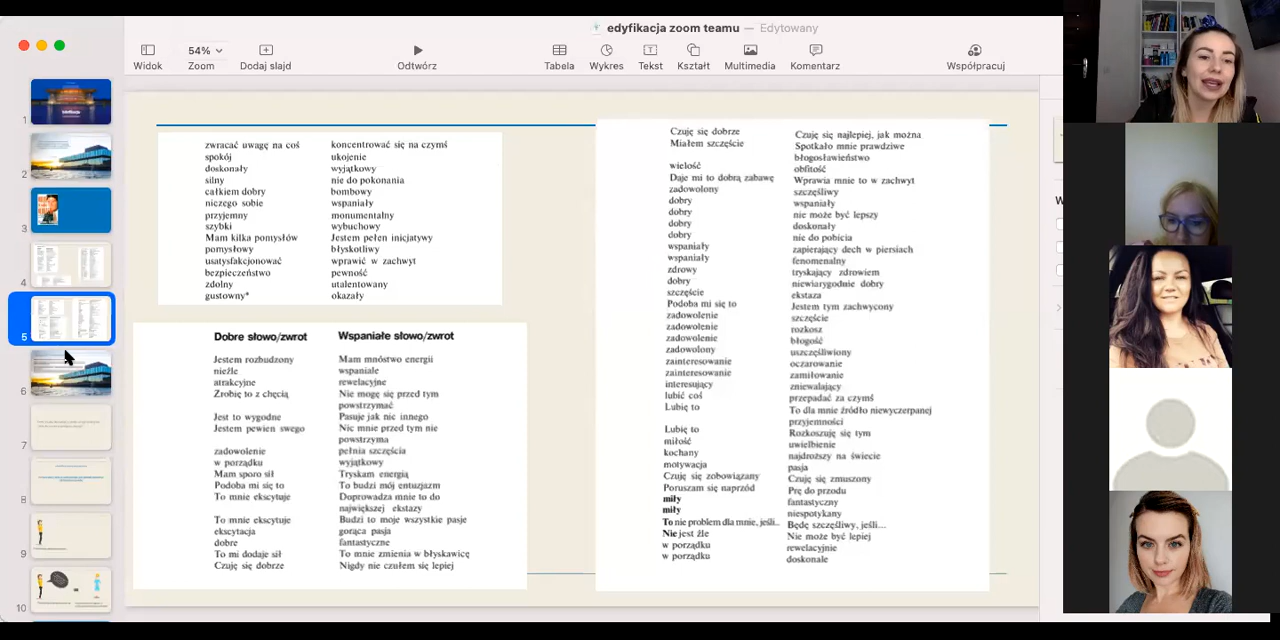 edyfikacja zoom teamu — Edytowany
54%
Widok Zoom Dodaj slajd Odtwórz Tabela Wykres Tekst Kształt Multimedia Komentarz Współpracuj
zwracać uwagę na coś koncentrować się na czymś
spokój ukojenie
doskonały wyjątkowy
silny nie do pokonania
całkiem dobry bombowy
niczego sobie wspaniały
przyjemny monumentalny
szybki wybuchowy
Mam kilka pomysłów Jestem pełen inicjatywy
pomysłowy błyskotliwy
usatysfakcjonować wprawić w zachwyt
bezpieczeństwo pewność
zdolny utalentowany
gustowny* okazały
Dobre słowo/zwrot Wspaniałe słowo/zwrot
Jestem rozbudzony Mam mnóstwo energii
nieźle wspaniale
atrakcyjne rewelacyjne
Zrobię to z chęcią Nie mogę się przed tym
powstrzymać
Jest to wygodne Pasuje jak nic innego
Jestem pewien swego Nic mnie przed tym nie
powstrzyma
zadowolenie pełnia szczęścia
w porządku wyjątkowy
Mam sporo sił Tryskam energią
Podoba mi się to To budzi mój entuzjazm
To mnie ekscytuje Doprowadza mnie to do
największej ekstazy
To mnie ekscytuje Budzi to moje wszystkie pasje
ekscytacja gorąca pasja
dobre fantastyczne
To mi dodaje sił To mnie zmienia w błyskawicę
Czuję się dobrze Nigdy nie czułem się lepiej
Czuję się dobrze
Miałem szczęście
wielość
Daje mi to dobrą zabawę
zadowolony
dobry
dobry
dobry
dobry
wspaniały
wspaniały
zdrowy
dobry
szczęście
Podoba mi się to
zadowolenie
zadowolenie
zadowolenie
zadowolony
zainteresowanie
zainteresowanie
interesujący
lubić coś
Lubię to
Lubię to
miłość
kochany
motywacja
Czuję się zobowiązany
Poruszam się naprzód
miły
miły
To nie problem dla mnie, jeśli..
Nie jest źle
w porządku
w porządku
Czuję się najlepiej, jak można
Spotkało mnie prawdziwe
błogosławieństwo
obfitość
Wprawia mnie to w zachwyt
szczęśliwy
wspaniały
nie może być lepszy
doskonały
nie do pobicia
zapierający dech w piersiach
fenomenalny
tryskający zdrowiem
niewiarygodnie dobry
ekstaza
Jestem tym zachwycony
szczęście
rozkosz
błogość
uszczęśliwiony
oczarowanie
zamiłowanie
zniewalający
przepadać za czymś
To dla mnie źródło niewyczerpanej
przyjemności
Rozkoszuję się tym
uwielbienie
najdroższy na świecie
pasja
Czuję się zmuszony
Prę do przodu
fantastyczny
niespotykany
Będę szczęśliwy, jeśli...
Nie może być lepiej
rewelacyjnie
doskonale
1
2
3
4
5
6
7
8
9
10